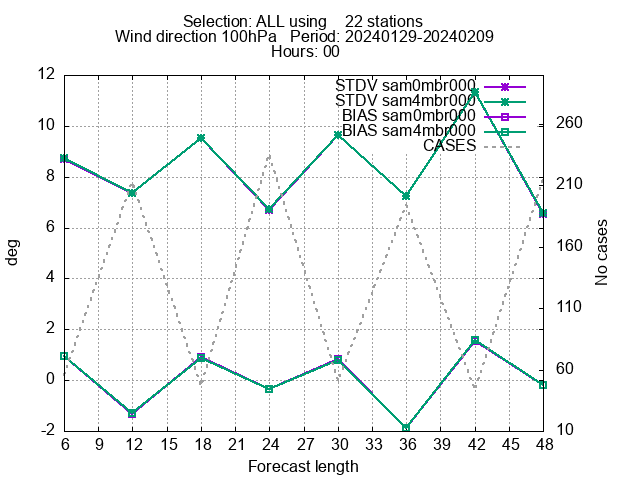 Selection: ALL using    22 stations
Wind direction 100hPa   Period: 20240129-20240209
Hours: 00
STDV sam0mbr000
STDV sam4mbr000
BIAS sam0mbr000
BIAS sam4mbr000
CASES
12
10
8
6
4
2
0
-2
deg
260
210
160
110
60
10
No cases
6 9 12 15 18 21 24 27 30 33 36 39 42 45 48
Forecast length